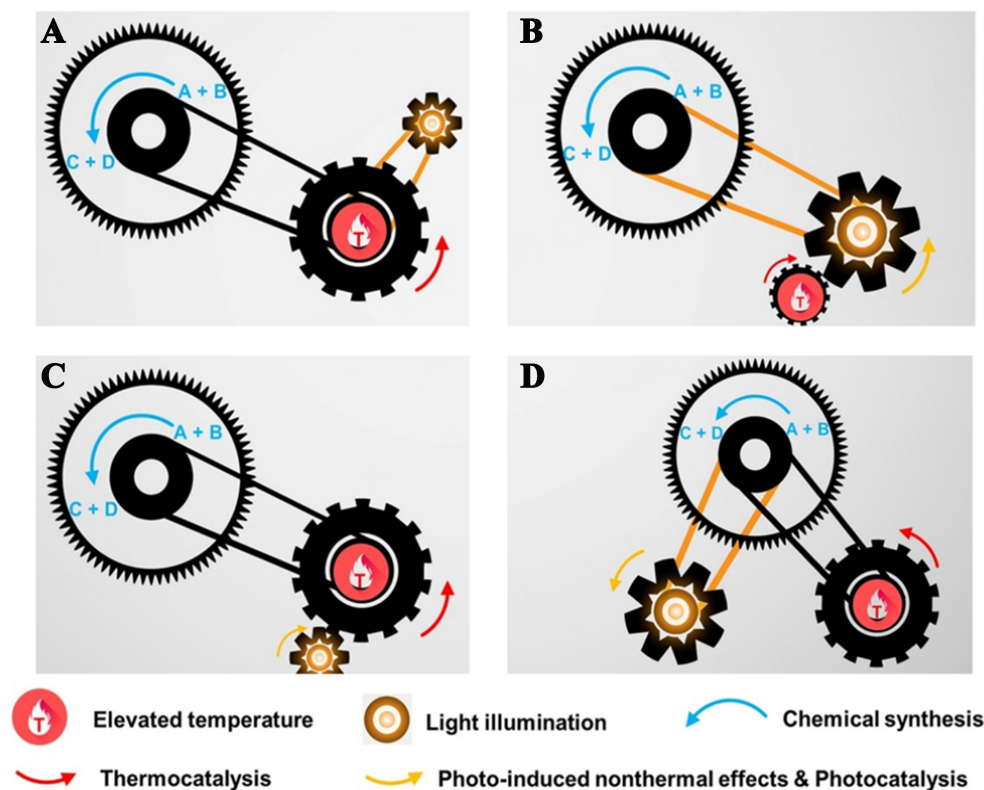 A
B
A + B
C + D
T
A + B
C + D
T
C
D
A + B
C + D
T
C + D
A + B
T
T
Elevated temperature
Light illumination
Chemical synthesis
Thermocatalysis
Photo-induced nonthermal effects & Photocatalysis